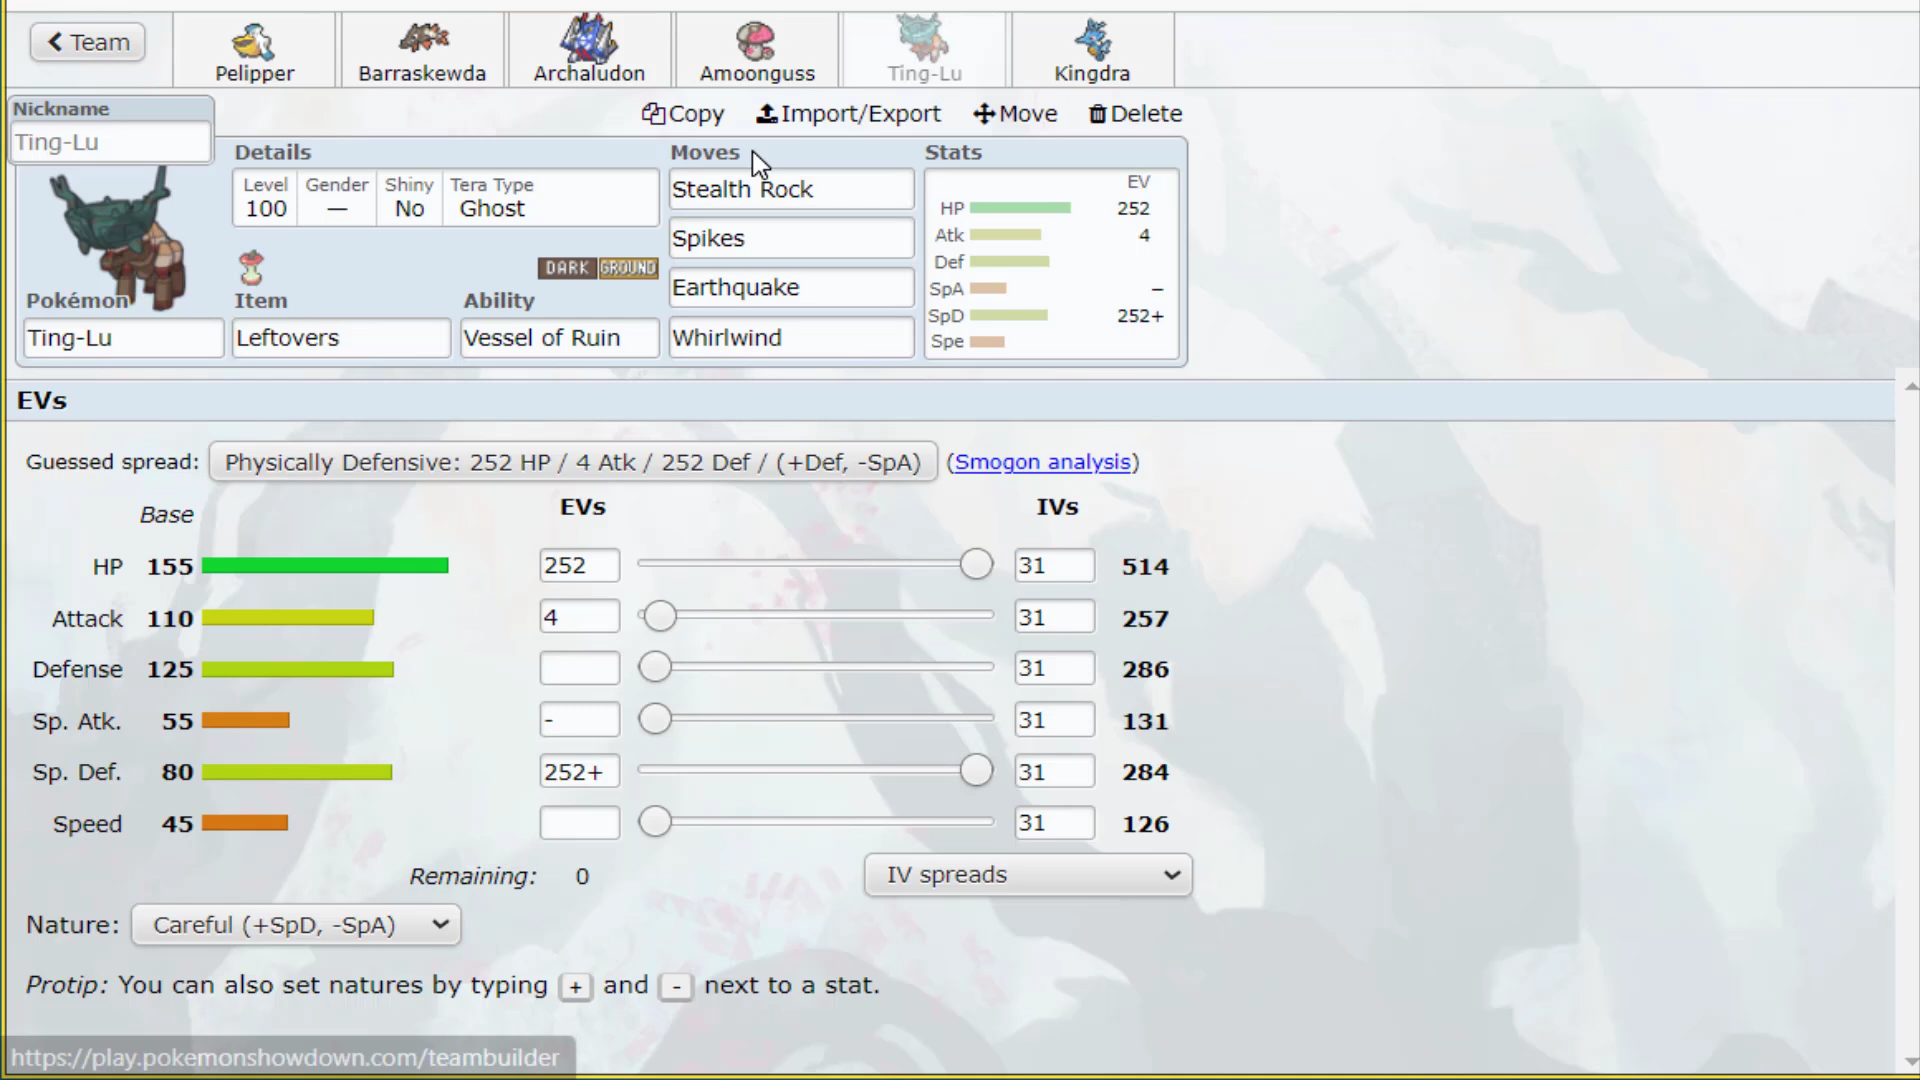 Team
Pelipper
Barraskewda
Archaludon
Amoonguss
Ting-Lu
Kingdra
Nickname
Ting-Lu
Copy
Import/Export
Move
Delete
Details
Moves
Stats
Level
Gender
Shiny
Tera Type
100
—
No
Ghost
Stealth Rock
Spikes
Earthquake
Whirlwind
EV
HP 252
Atk 4
Def
SpA –
SpD 252+
Spe
DARK GROUND
Pokémon
Item
Ability
Ting-Lu
Leftovers
Vessel of Ruin
EVs
Guessed spread: Physically Defensive: 252 HP / 4 Atk / 252 Def / (+Def, -SpA) (Smogon analysis)
Base EVs IVs
HP 155 252 31 514
Attack 110 4 31 257
Defense 125 31 286
Sp. Atk. 55 - 31 131
Sp. Def. 80 252+ 31 284
Speed 45 31 126
Remaining: 0
IV spreads
Nature: Careful (+SpD, -SpA)
Protip: You can also set natures by typing + and - next to a stat.
https://play.pokemonshowdown.com/teambuilder